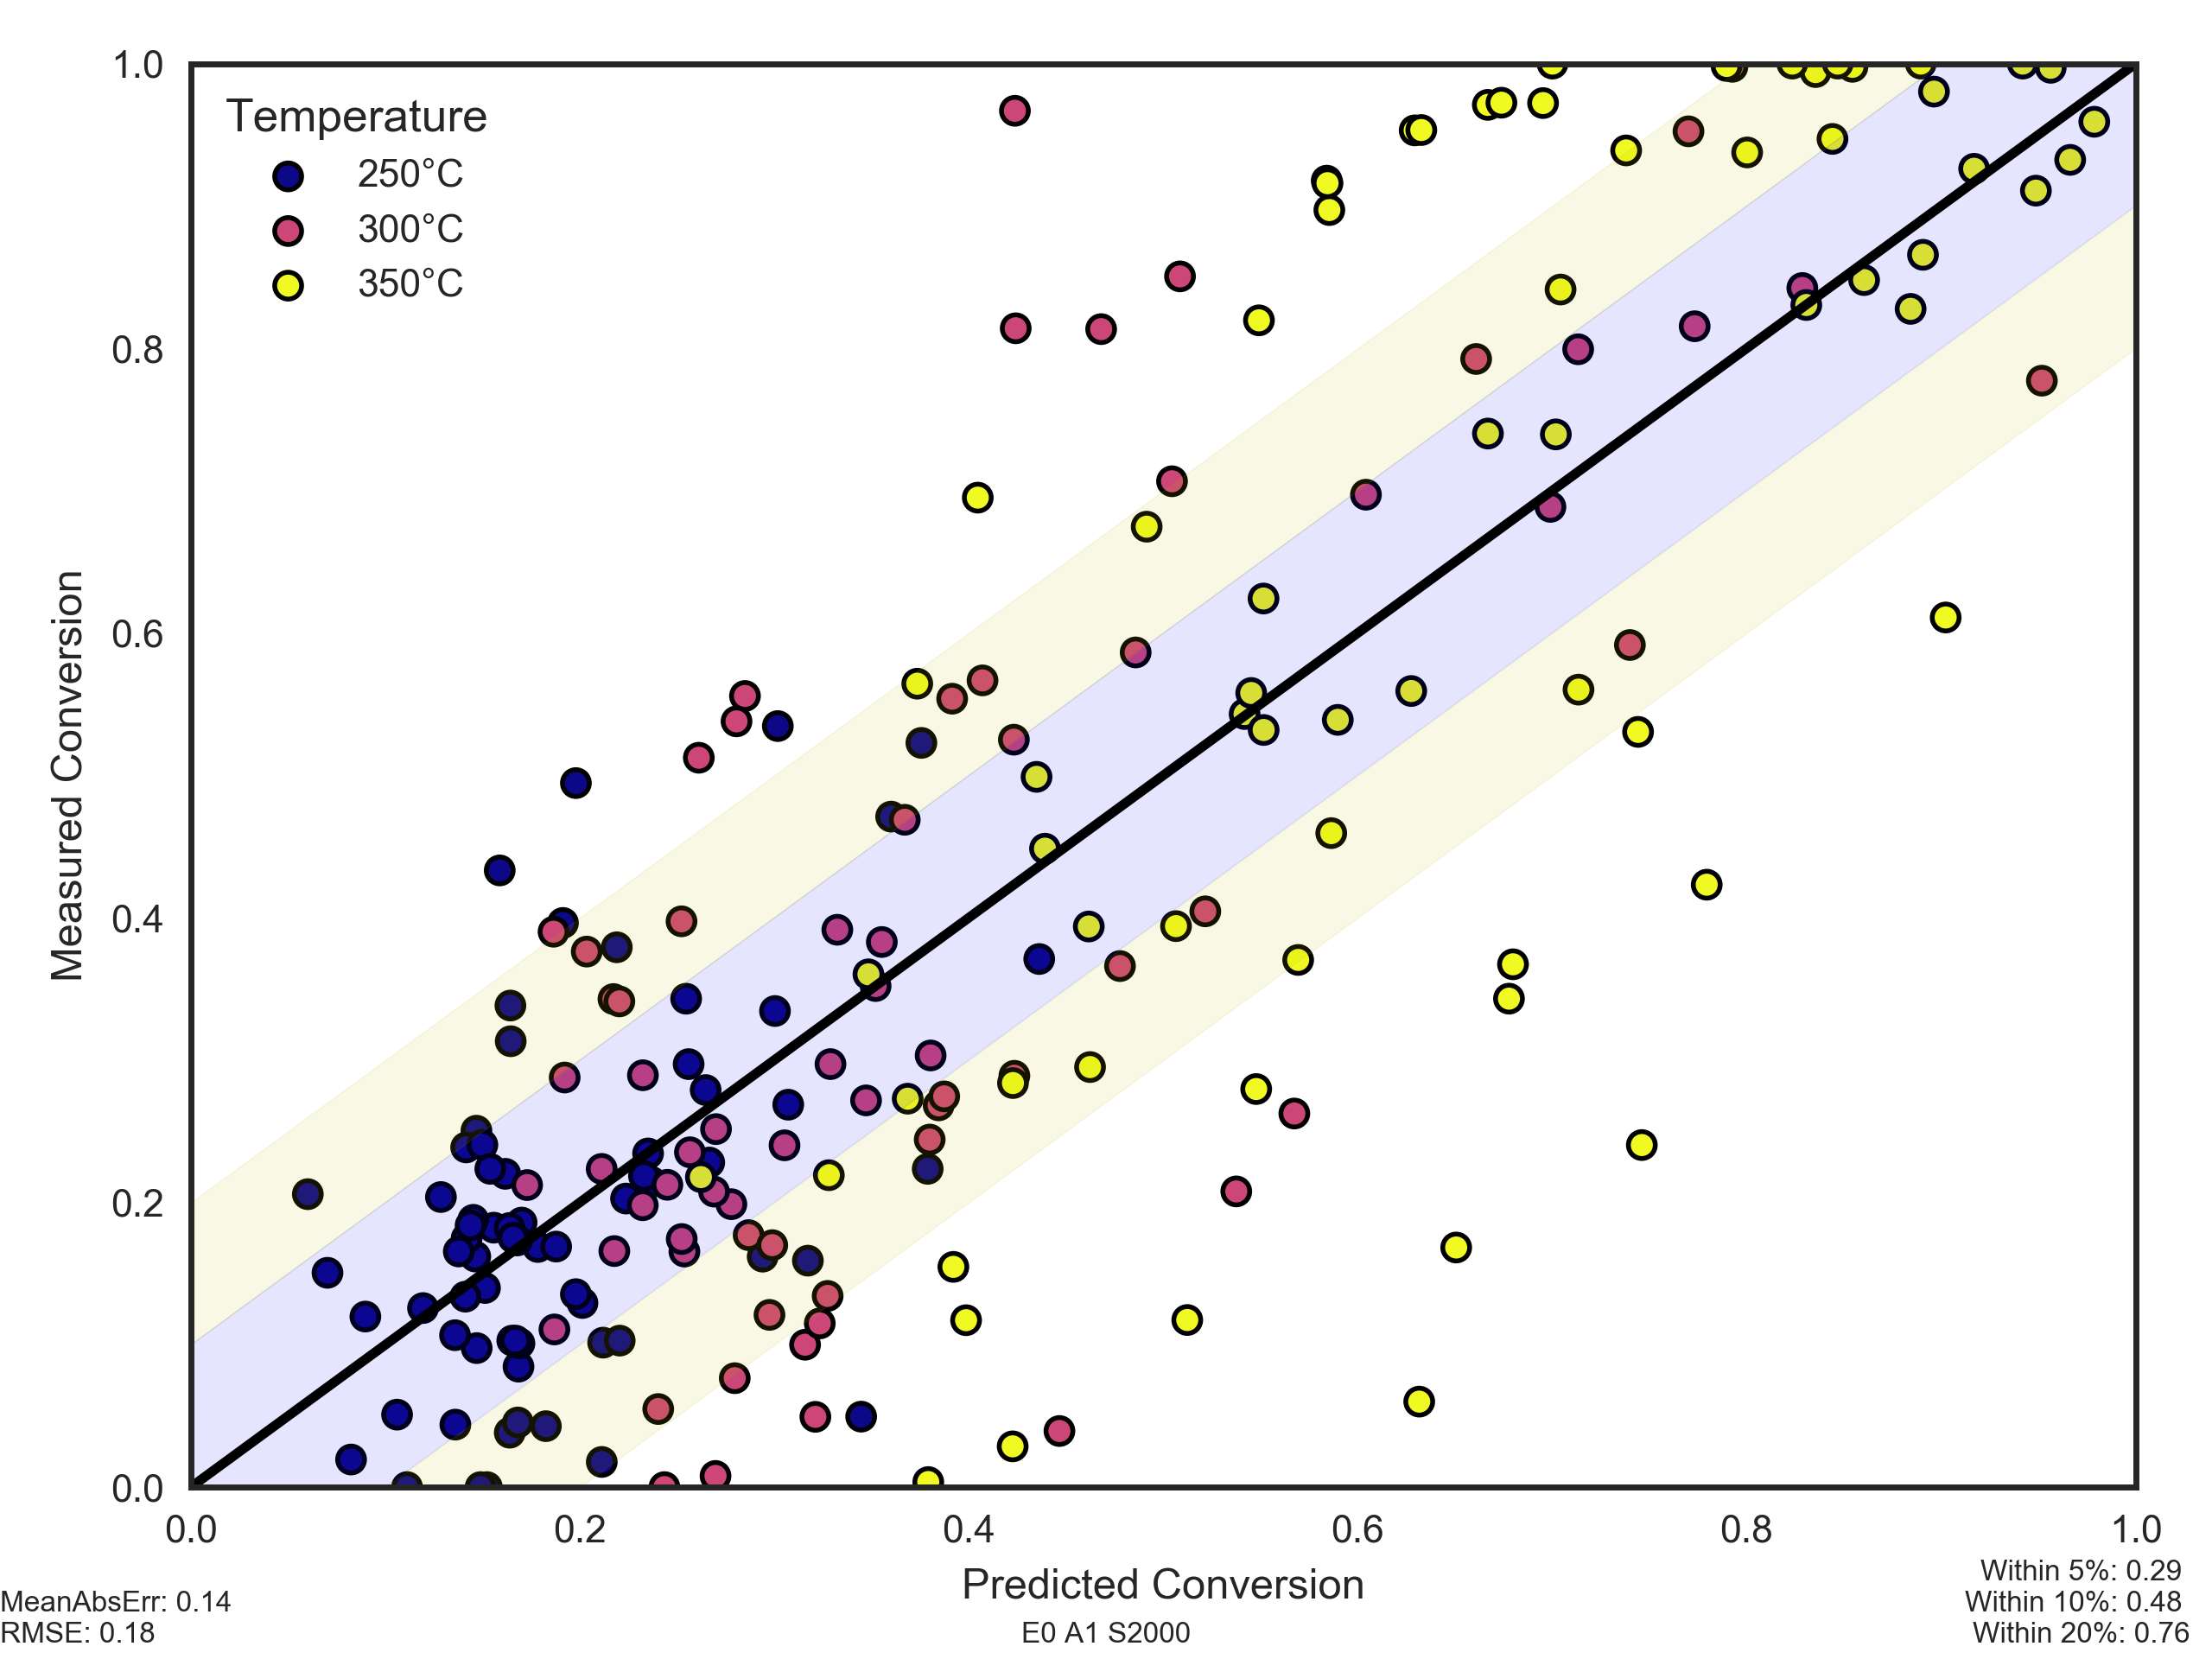 1.0
0.8
0.6
0.4
0.2
0.0
Measured Conversion
Temperature
250°C
300°C
350°C
0.0 0.2 0.4 0.6 0.8 1.0
Predicted Conversion
E0 A1 S2000
MeanAbsErr: 0.14
RMSE: 0.18
Within 5%: 0.29
Within 10%: 0.48
Within 20%: 0.76